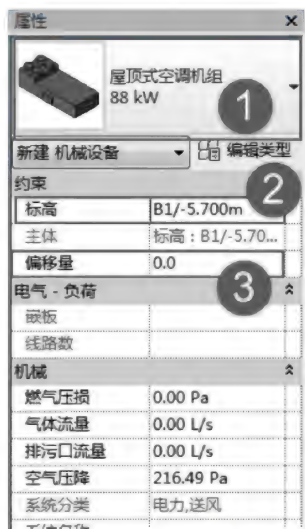 属性 ×
屋顶式空调机组
88 kW
1
新建 机械设备 编辑类型
约束 2
标高 B1/-5.700m
主体 标高：B1/-5.70...
偏移量 0.0
3
电气 - 负荷
嵌板
线路数
机械
燃气压损 0.00 Pa
气体流量 0.00 L/s
排污口流量 0.00 L/s
空气压降 216.49 Pa
系统分类 电力,送风